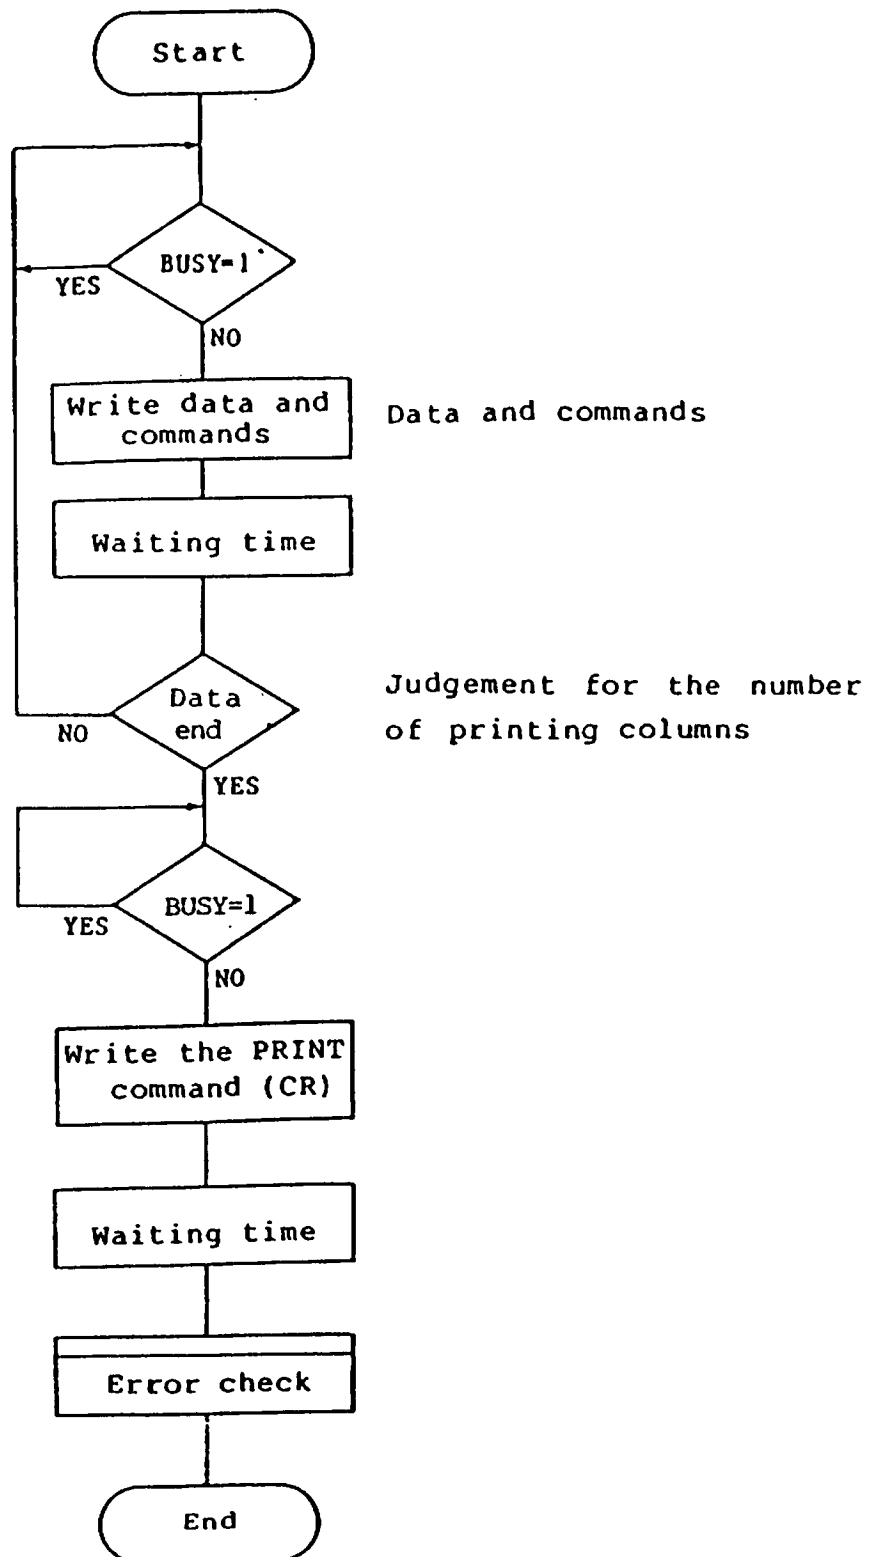 Start
BUSY=1
YES
NO
Write data and
commands
Data and commands
Waiting time
Data
end
Judgement for the number
of printing columns
NO
YES
BUSY=1
YES
NO
Write the PRINT
command (CR)
Waiting time
Error check
End